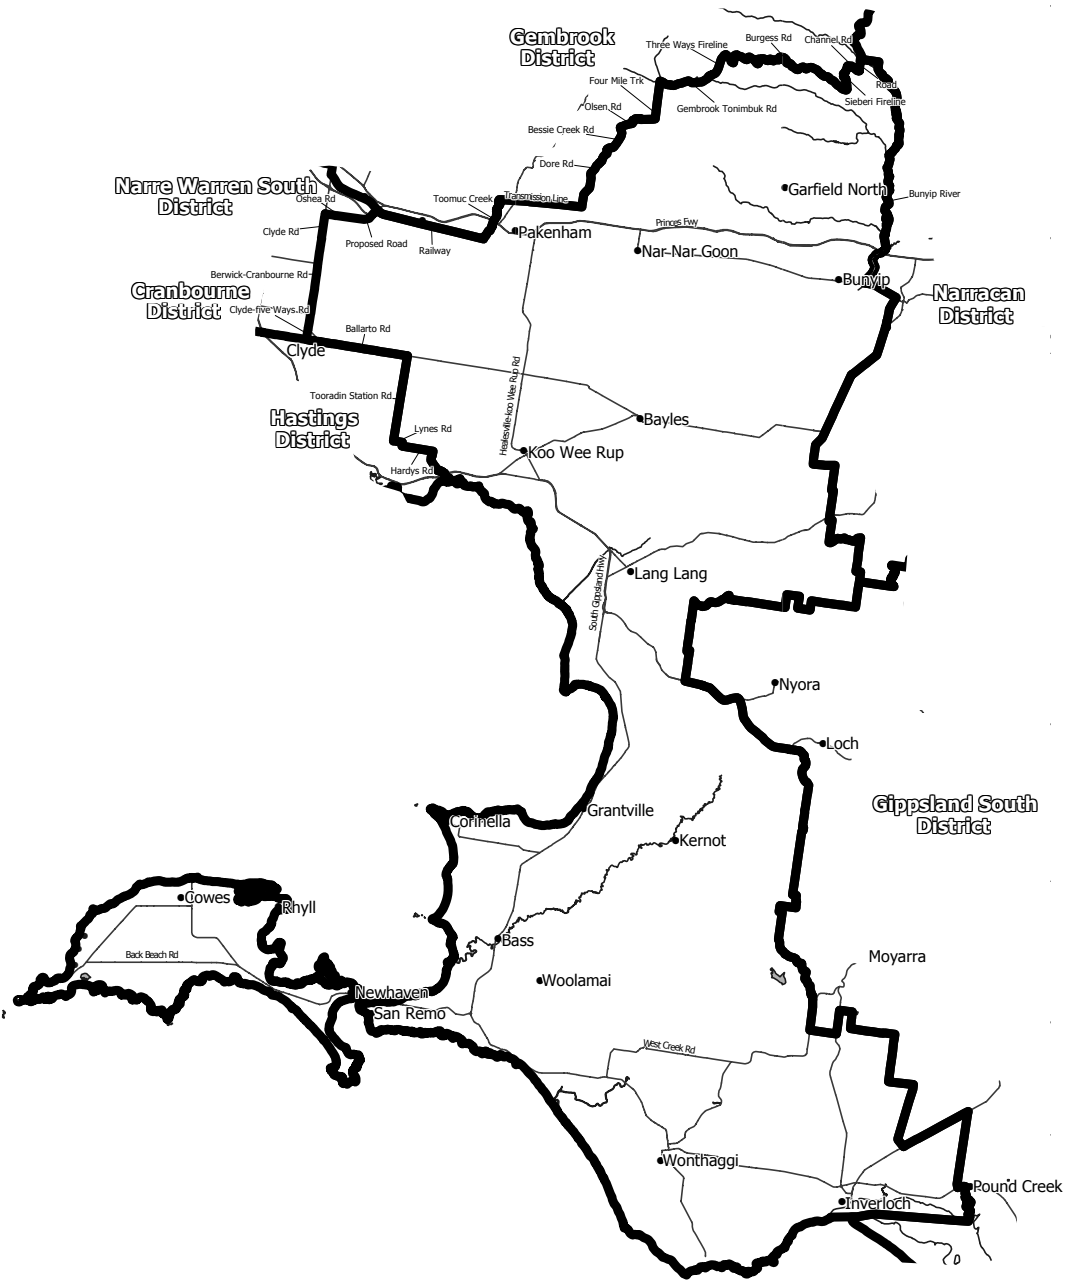 Gembrook
District
Burgess Rd
Channel Rd
Three Ways Fireline
Four Mile Trk
Road
Sieberi Fireline
Olsen Rd
Gembrook Tonimbuk Rd
Bessie Creek Rd
Dore Rd
Narre Warren South
District
Garfield North
Bunyip River
Oshea Rd
Toomuc Creek
Transmission Line
Princes Fwy
Clyde Rd
Pakenham
Proposed Road
Railway
Nar-Nar Goon
Berwick-Cranbourne Rd
Bunyip
Cranbourne
District
Narracan
District
Clyde-five Ways Rd
Ballarto Rd
Clyde
Tooradin Station Rd
Healesville-koo Wee Rup Rd
Hastings
District
Bayles
Lynes Rd
Koo Wee Rup
Hardys Rd
Lang Lang
South Gippsland Hwy
Nyora
Loch
Gippsland South
District
Grantville
Corinella
Kernot
Cowes
Rhyll
Bass
Back Beach Rd
Moyarra
Woolamai
Newhaven
San Remo
West Creek Rd
Wonthaggi
Pound Creek
Inverloch